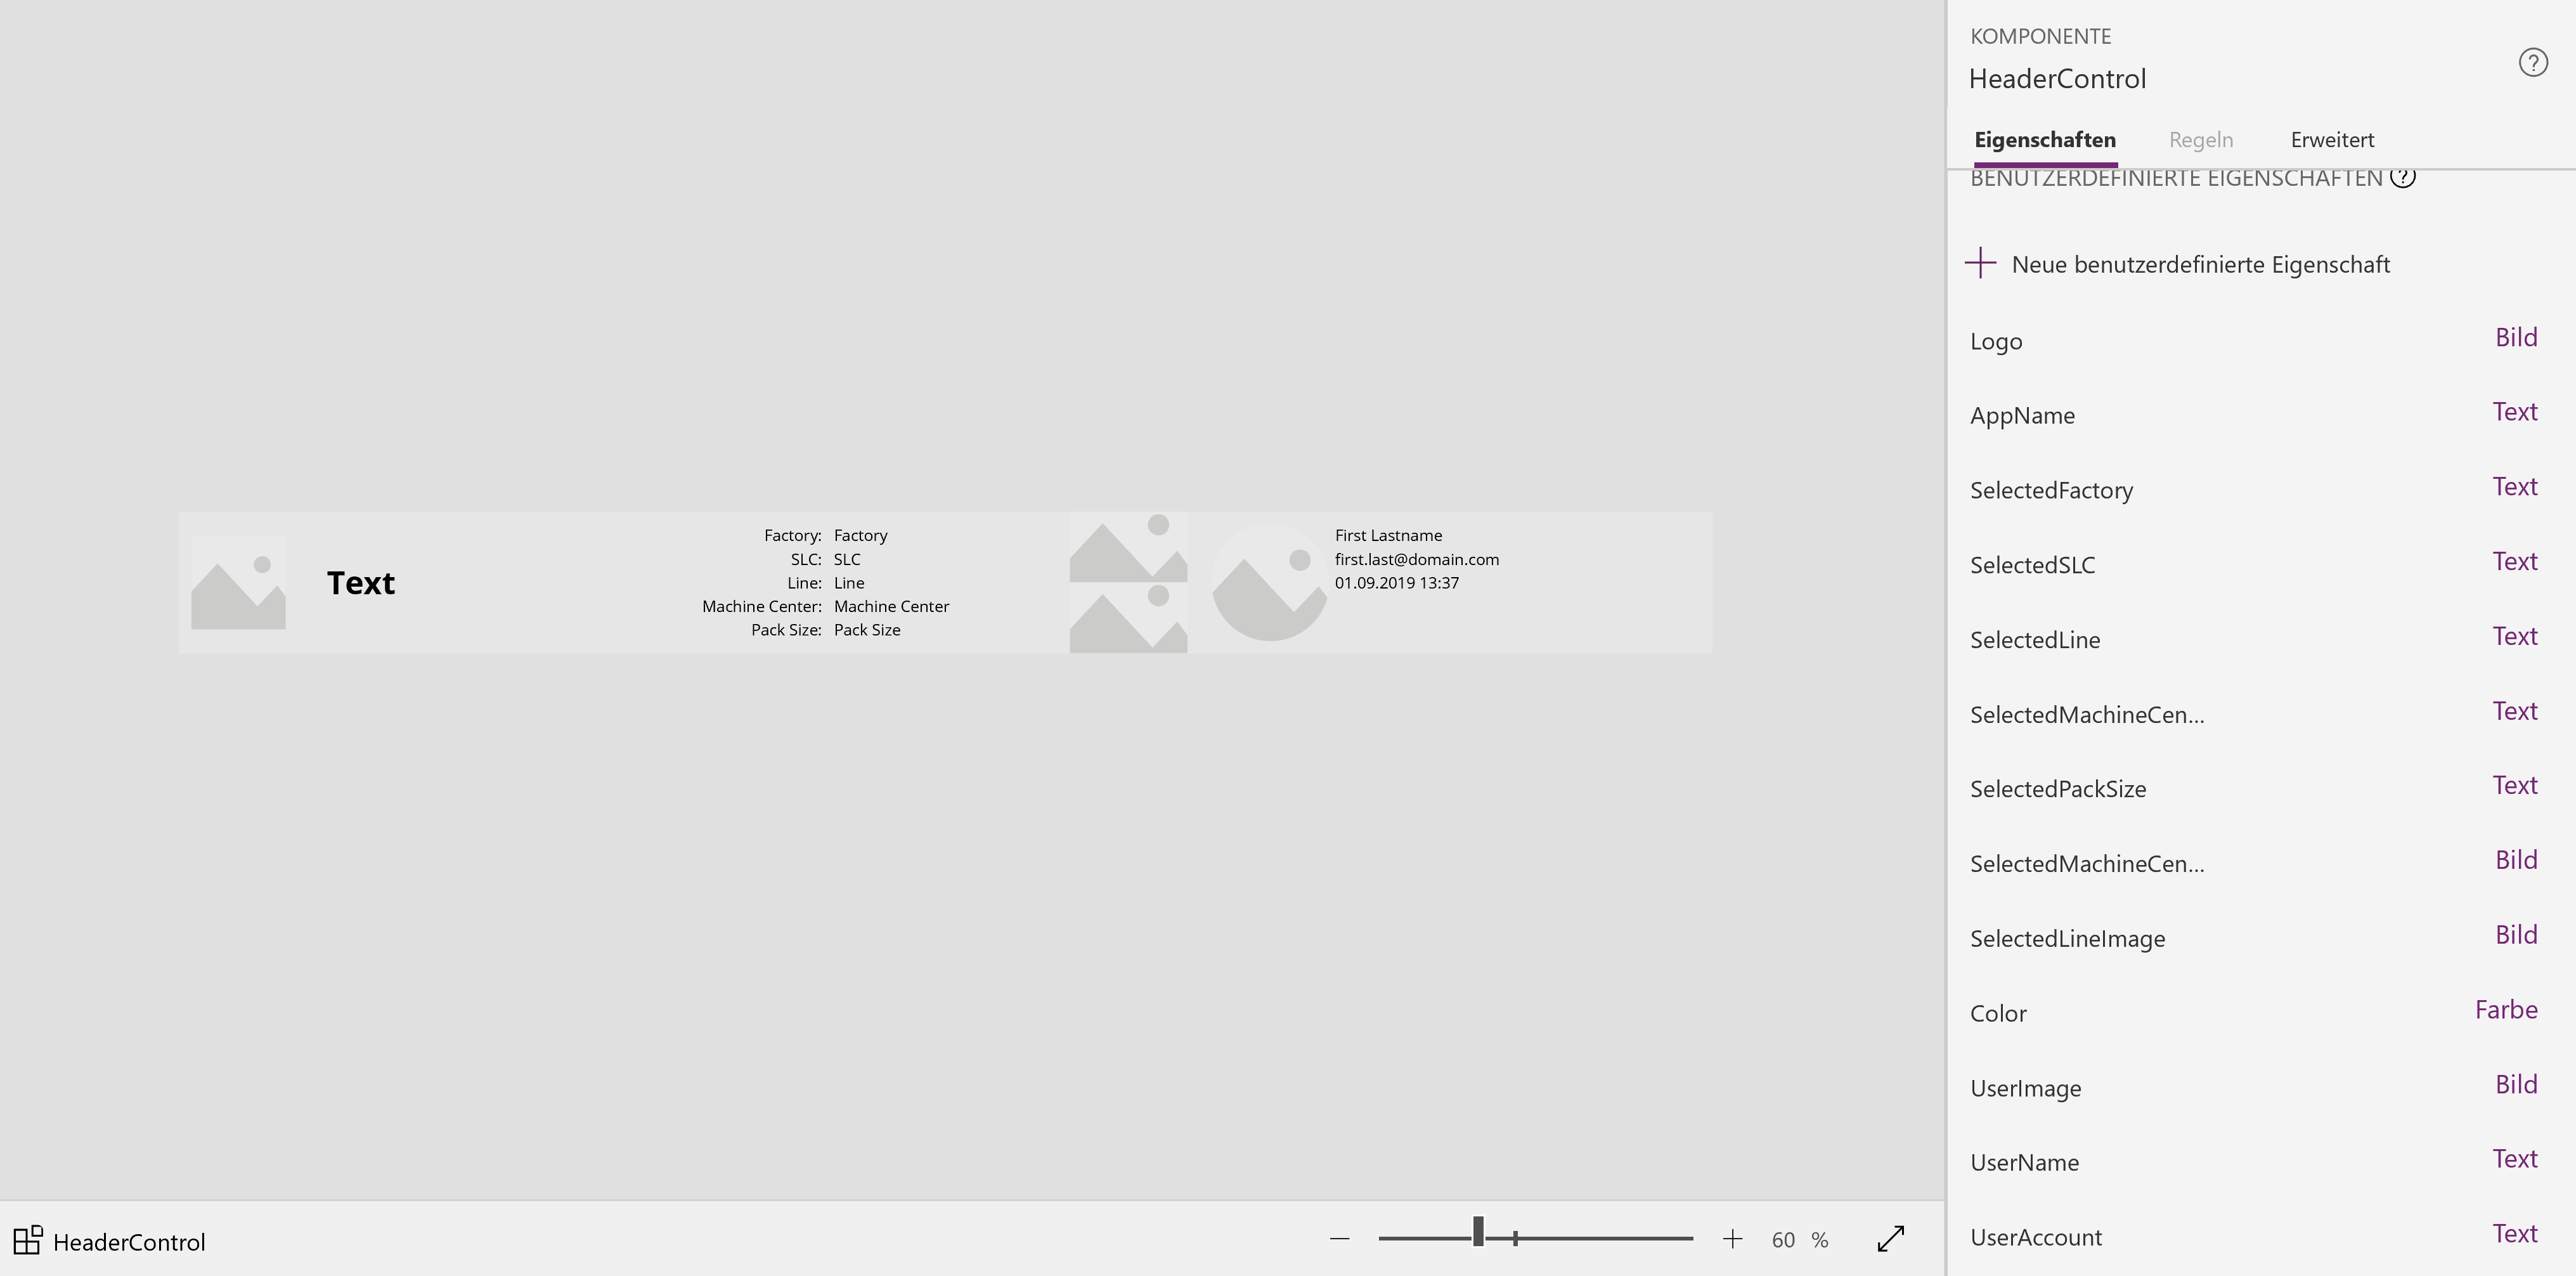 Text
Factory: Factory
SLC: SLC
Line: Line
Machine Center: Machine Center
Pack Size: Pack Size
First Lastname
first.last@domain.com
01.09.2019 13:37
HeaderControl
60 %
KOMPONENTE
HeaderControl
Eigenschaften Regeln Erweitert
BENUTZERDEFINIERTE EIGENSCHAFTEN
Neue benutzerdefinierte Eigenschaft
Logo Bild
AppName Text
SelectedFactory Text
SelectedSLC Text
SelectedLine Text
SelectedMachineCen... Text
SelectedPackSize Text
SelectedMachineCen... Bild
SelectedLineImage Bild
Color Farbe
UserImage Bild
UserName Text
UserAccount Text